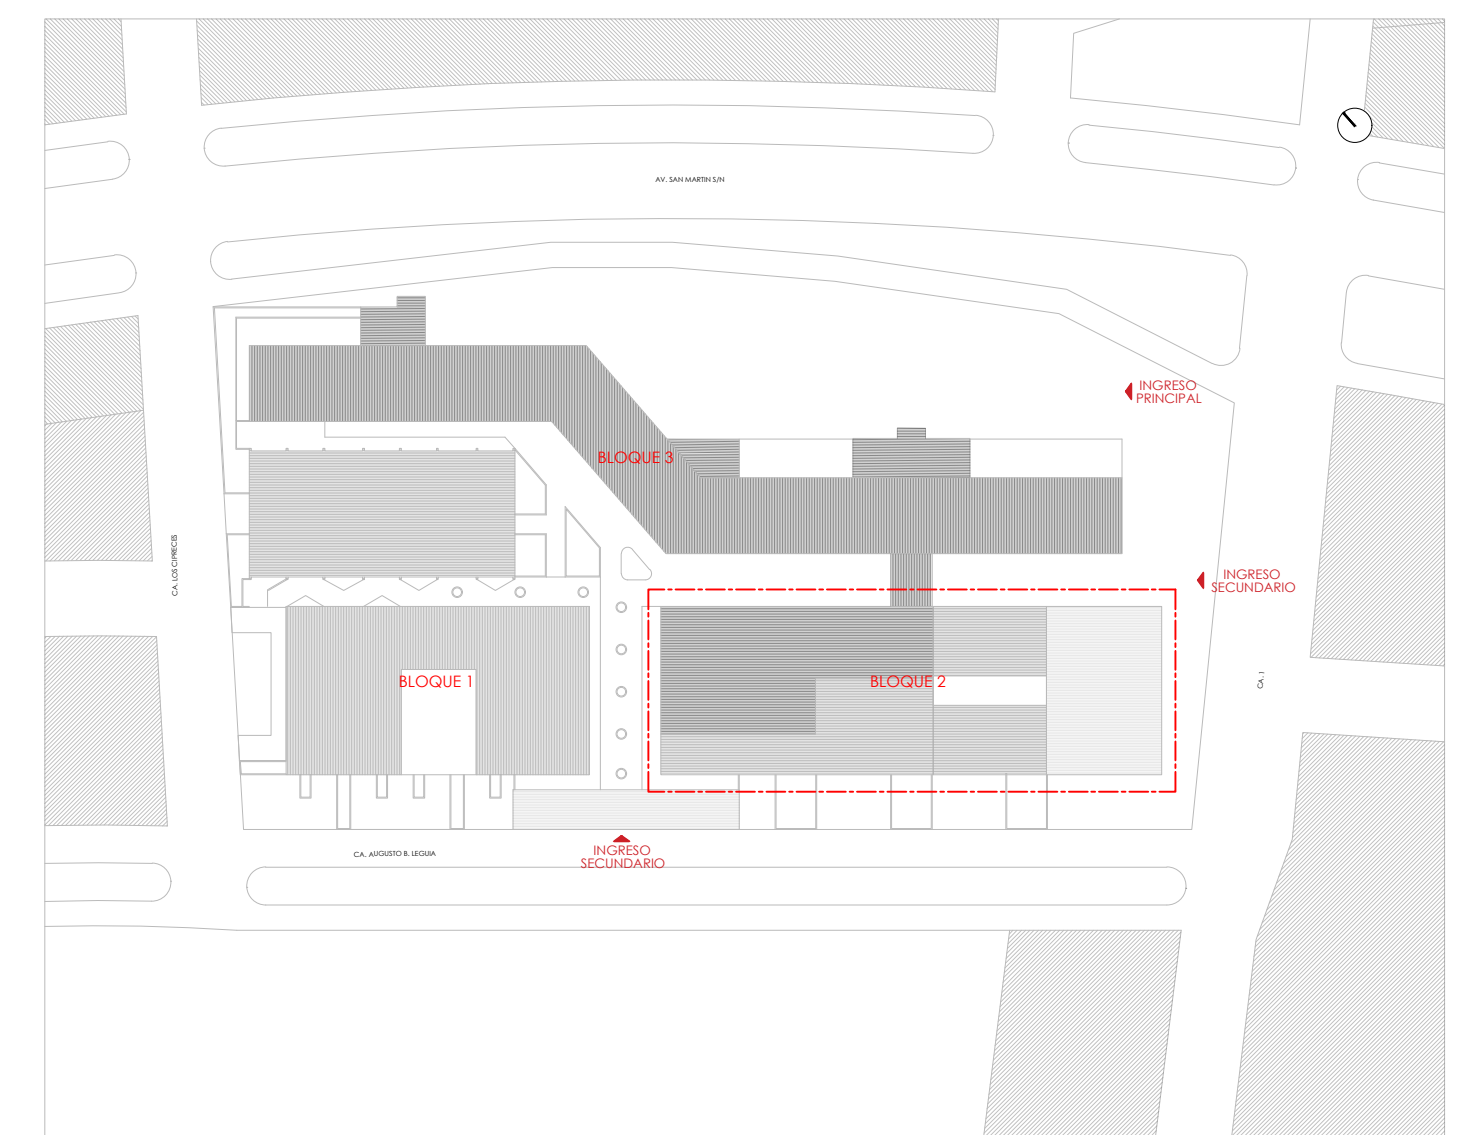 AV. SAN MARTIN S/N
INGRESO
PRINCIPAL
BLOQUE 3
CA. LOS CIPRECES
INGRESO
SECUNDARIO
BLOQUE 1
BLOQUE 2
CA. 1
INGRESO
SECUNDARIO
CA. AUGUSTO B. LEGUIA